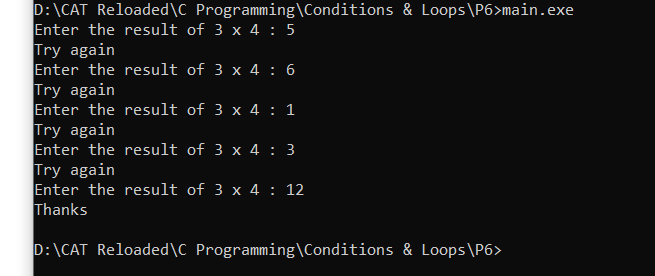 D:\CAT Reloaded\C Programming\Conditions & Loops\P6>main.exe
Enter the result of 3 x 4 : 5
Try again
Enter the result of 3 x 4 : 6
Try again
Enter the result of 3 x 4 : 1
Try again
Enter the result of 3 x 4 : 3
Try again
Enter the result of 3 x 4 : 12
Thanks
D:\CAT Reloaded\C Programming\Conditions & Loops\P6>